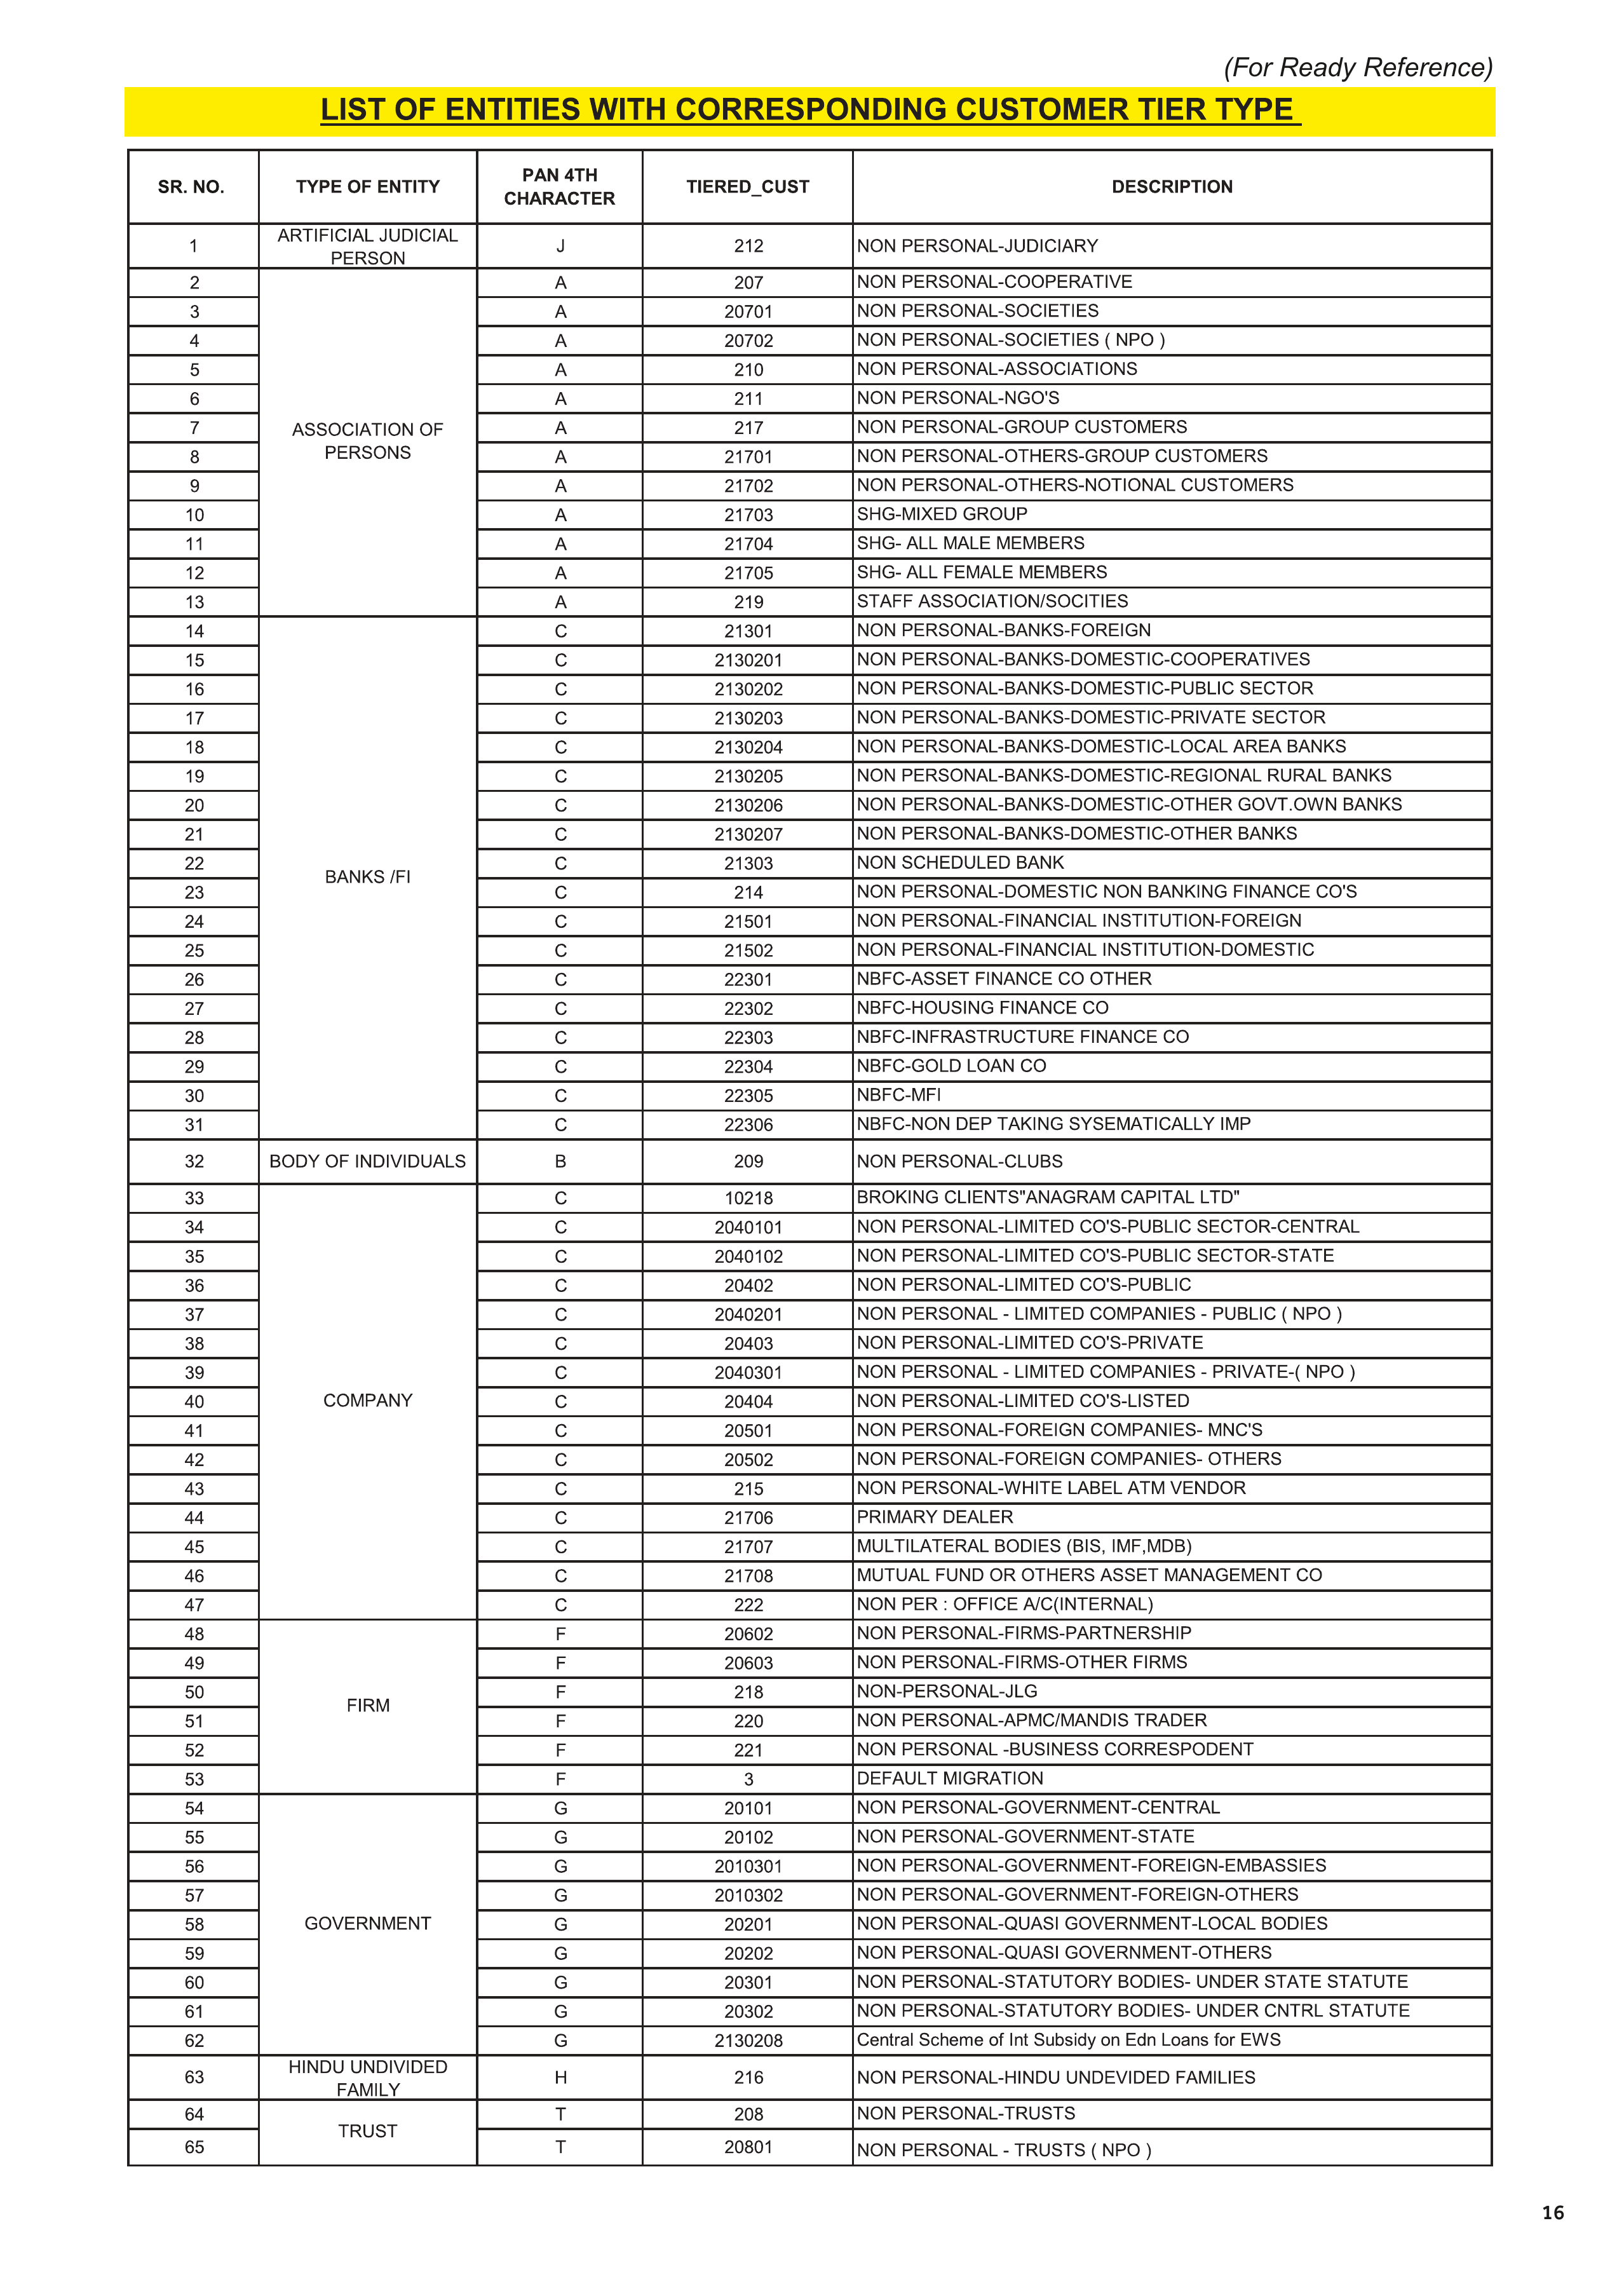 (For Ready Reference)
LIST OF ENTITIES WITH CORRESPONDING CUSTOMER TIER TYPE
SR. NO. TYPE OF ENTITY PAN 4TH CHARACTER TIERED_CUST DESCRIPTION
1 ARTIFICIAL JUDICIAL PERSON J 212 NON PERSONAL-JUDICIARY
2 A 207 NON PERSONAL-COOPERATIVE
3 A 20701 NON PERSONAL-SOCIETIES
4 A 20702 NON PERSONAL-SOCIETIES ( NPO )
5 A 210 NON PERSONAL-ASSOCIATIONS
6 A 211 NON PERSONAL-NGO'S
7 ASSOCIATION OF PERSONS A 217 NON PERSONAL-GROUP CUSTOMERS
8 A 21701 NON PERSONAL-OTHERS-GROUP CUSTOMERS
9 A 21702 NON PERSONAL-OTHERS-NOTIONAL CUSTOMERS
10 A 21703 SHG-MIXED GROUP
11 A 21704 SHG- ALL MALE MEMBERS
12 A 21705 SHG- ALL FEMALE MEMBERS
13 A 219 STAFF ASSOCIATION/SOCITIES
14 C 21301 NON PERSONAL-BANKS-FOREIGN
15 C 2130201 NON PERSONAL-BANKS-DOMESTIC-COOPERATIVES
16 C 2130202 NON PERSONAL-BANKS-DOMESTIC-PUBLIC SECTOR
17 C 2130203 NON PERSONAL-BANKS-DOMESTIC-PRIVATE SECTOR
18 C 2130204 NON PERSONAL-BANKS-DOMESTIC-LOCAL AREA BANKS
19 C 2130205 NON PERSONAL-BANKS-DOMESTIC-REGIONAL RURAL BANKS
20 C 2130206 NON PERSONAL-BANKS-DOMESTIC-OTHER GOVT.OWN BANKS
21 C 2130207 NON PERSONAL-BANKS-DOMESTIC-OTHER BANKS
22 BANKS /FI C 21303 NON SCHEDULED BANK
23 C 214 NON PERSONAL-DOMESTIC NON BANKING FINANCE CO'S
24 C 21501 NON PERSONAL-FINANCIAL INSTITUTION-FOREIGN
25 C 21502 NON PERSONAL-FINANCIAL INSTITUTION-DOMESTIC
26 C 22301 NBFC-ASSET FINANCE CO OTHER
27 C 22302 NBFC-HOUSING FINANCE CO
28 C 22303 NBFC-INFRASTRUCTURE FINANCE CO
29 C 22304 NBFC-GOLD LOAN CO
30 C 22305 NBFC-MFI
31 C 22306 NBFC-NON DEP TAKING SYSEMATICALLY IMP
32 BODY OF INDIVIDUALS B 209 NON PERSONAL-CLUBS
33 C 10218 BROKING CLIENTS"ANAGRAM CAPITAL LTD"
34 C 2040101 NON PERSONAL-LIMITED CO'S-PUBLIC SECTOR-CENTRAL
35 C 2040102 NON PERSONAL-LIMITED CO'S-PUBLIC SECTOR-STATE
36 C 20402 NON PERSONAL-LIMITED CO'S-PUBLIC
37 C 2040201 NON PERSONAL - LIMITED COMPANIES - PUBLIC ( NPO )
38 C 20403 NON PERSONAL-LIMITED CO'S-PRIVATE
39 C 2040301 NON PERSONAL - LIMITED COMPANIES - PRIVATE-( NPO )
40 COMPANY C 20404 NON PERSONAL-LIMITED CO'S-LISTED
41 C 20501 NON PERSONAL-FOREIGN COMPANIES- MNC'S
42 C 20502 NON PERSONAL-FOREIGN COMPANIES- OTHERS
43 C 215 NON PERSONAL-WHITE LABEL ATM VENDOR
44 C 21706 PRIMARY DEALER
45 C 21707 MULTILATERAL BODIES (BIS, IMF,MDB)
46 C 21708 MUTUAL FUND OR OTHERS ASSET MANAGEMENT CO
47 C 222 NON PER : OFFICE A/C(INTERNAL)
48 F 20602 NON PERSONAL-FIRMS-PARTNERSHIP
49 F 20603 NON PERSONAL-FIRMS-OTHER FIRMS
50 FIRM F 218 NON-PERSONAL-JLG
51 F 220 NON PERSONAL-APMC/MANDIS TRADER
52 F 221 NON PERSONAL -BUSINESS CORRESPODENT
53 F 3 DEFAULT MIGRATION
54 G 20101 NON PERSONAL-GOVERNMENT-CENTRAL
55 G 20102 NON PERSONAL-GOVERNMENT-STATE
56 G 2010301 NON PERSONAL-GOVERNMENT-FOREIGN-EMBASSIES
57 G 2010302 NON PERSONAL-GOVERNMENT-FOREIGN-OTHERS
58 GOVERNMENT G 20201 NON PERSONAL-QUASI GOVERNMENT-LOCAL BODIES
59 G 20202 NON PERSONAL-QUASI GOVERNMENT-OTHERS
60 G 20301 NON PERSONAL-STATUTORY BODIES- UNDER STATE STATUTE
61 G 20302 NON PERSONAL-STATUTORY BODIES- UNDER CNTRL STATUTE
62 G 2130208 Central Scheme of Int Subsidy on Edn Loans for EWS
63 HINDU UNDIVIDED FAMILY H 216 NON PERSONAL-HINDU UNDEVIDED FAMILIES
64 TRUST T 208 NON PERSONAL-TRUSTS
65 T 20801 NON PERSONAL - TRUSTS ( NPO )
16